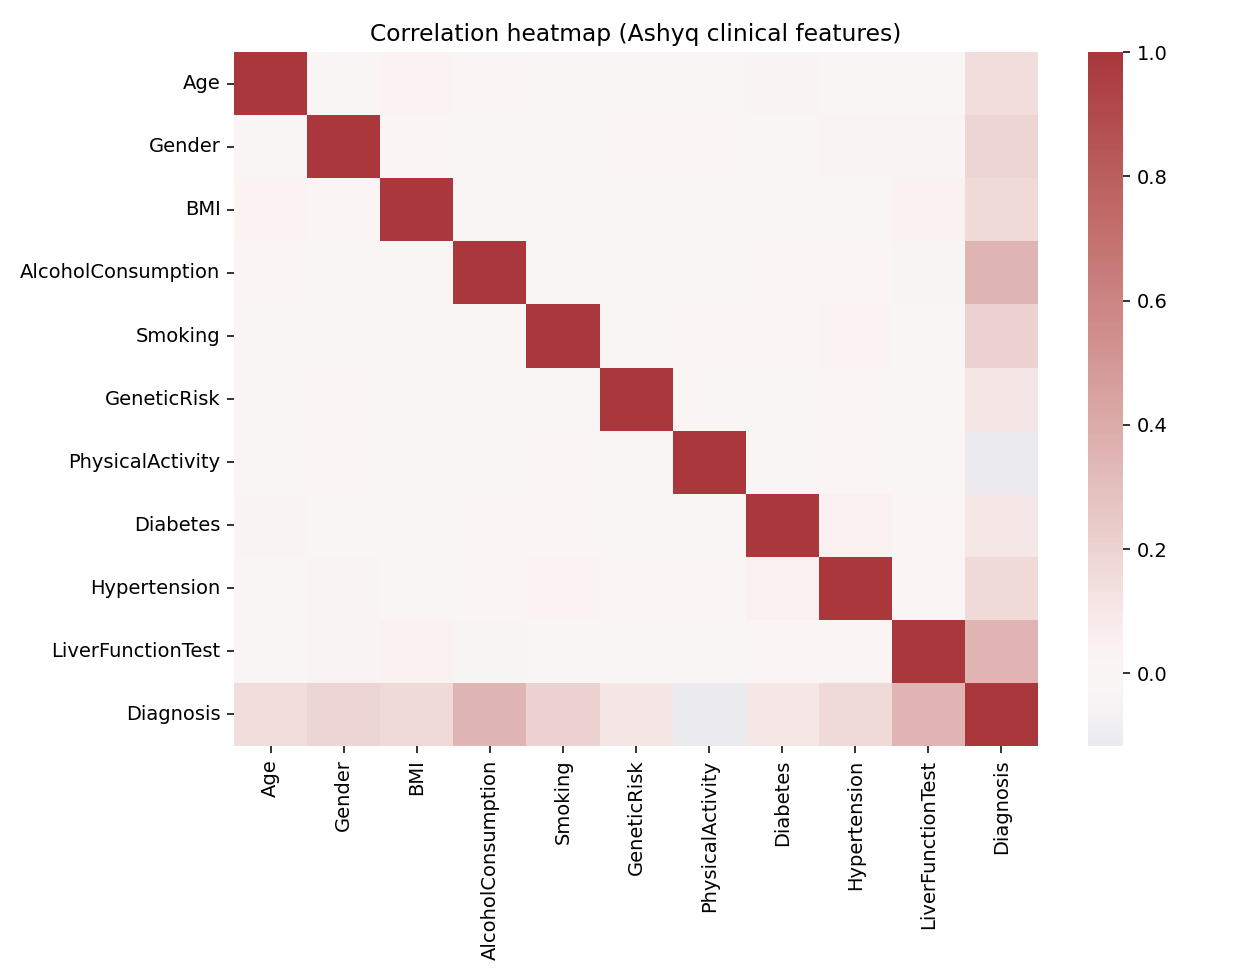 Correlation heatmap (Ashyq clinical features)
Age
Gender
BMI
AlcoholConsumption
Smoking
GeneticRisk
PhysicalActivity
Diabetes
Hypertension
LiverFunctionTest
Diagnosis
Age
Gender
BMI
AlcoholConsumption
Smoking
GeneticRisk
PhysicalActivity
Diabetes
Hypertension
LiverFunctionTest
Diagnosis
1.0
0.8
0.6
0.4
0.2
0.0